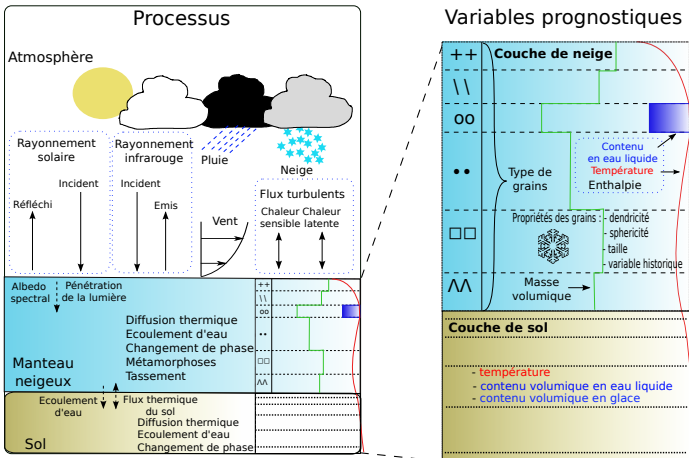 Processus
Atmosphère
Rayonnement
solaire
Incident
Réfléchi
Rayonnement
infrarouge
Incident
Emis
Pluie
Neige
Vent
Flux turbulents
Chaleur Chaleur
sensible latente
Albedo
spectral
Pénétration
de la lumière
Diffusion thermique
Ecoulement d'eau
Changement de phase
Métamorphoses
Tassement
Manteau
neigeux
++
\ \
oo
••
□□
ΛΛ
Ecoulement
d'eau
Flux thermique
du sol
Diffusion thermique
Ecoulement d'eau
Changement de phase
Sol
Variables prognostiques
Couche de neige
++
\ \
oo
••
□□
ΛΛ
Type de
grains
Contenu
en eau liquide
Température
Enthalpie
Propriétés des grains : - dendricité
- sphericité
- taille
- variable historique
Masse
volumique
Couche de sol
- température
- contenu volumique en eau liquide
- contenu volumique en glace